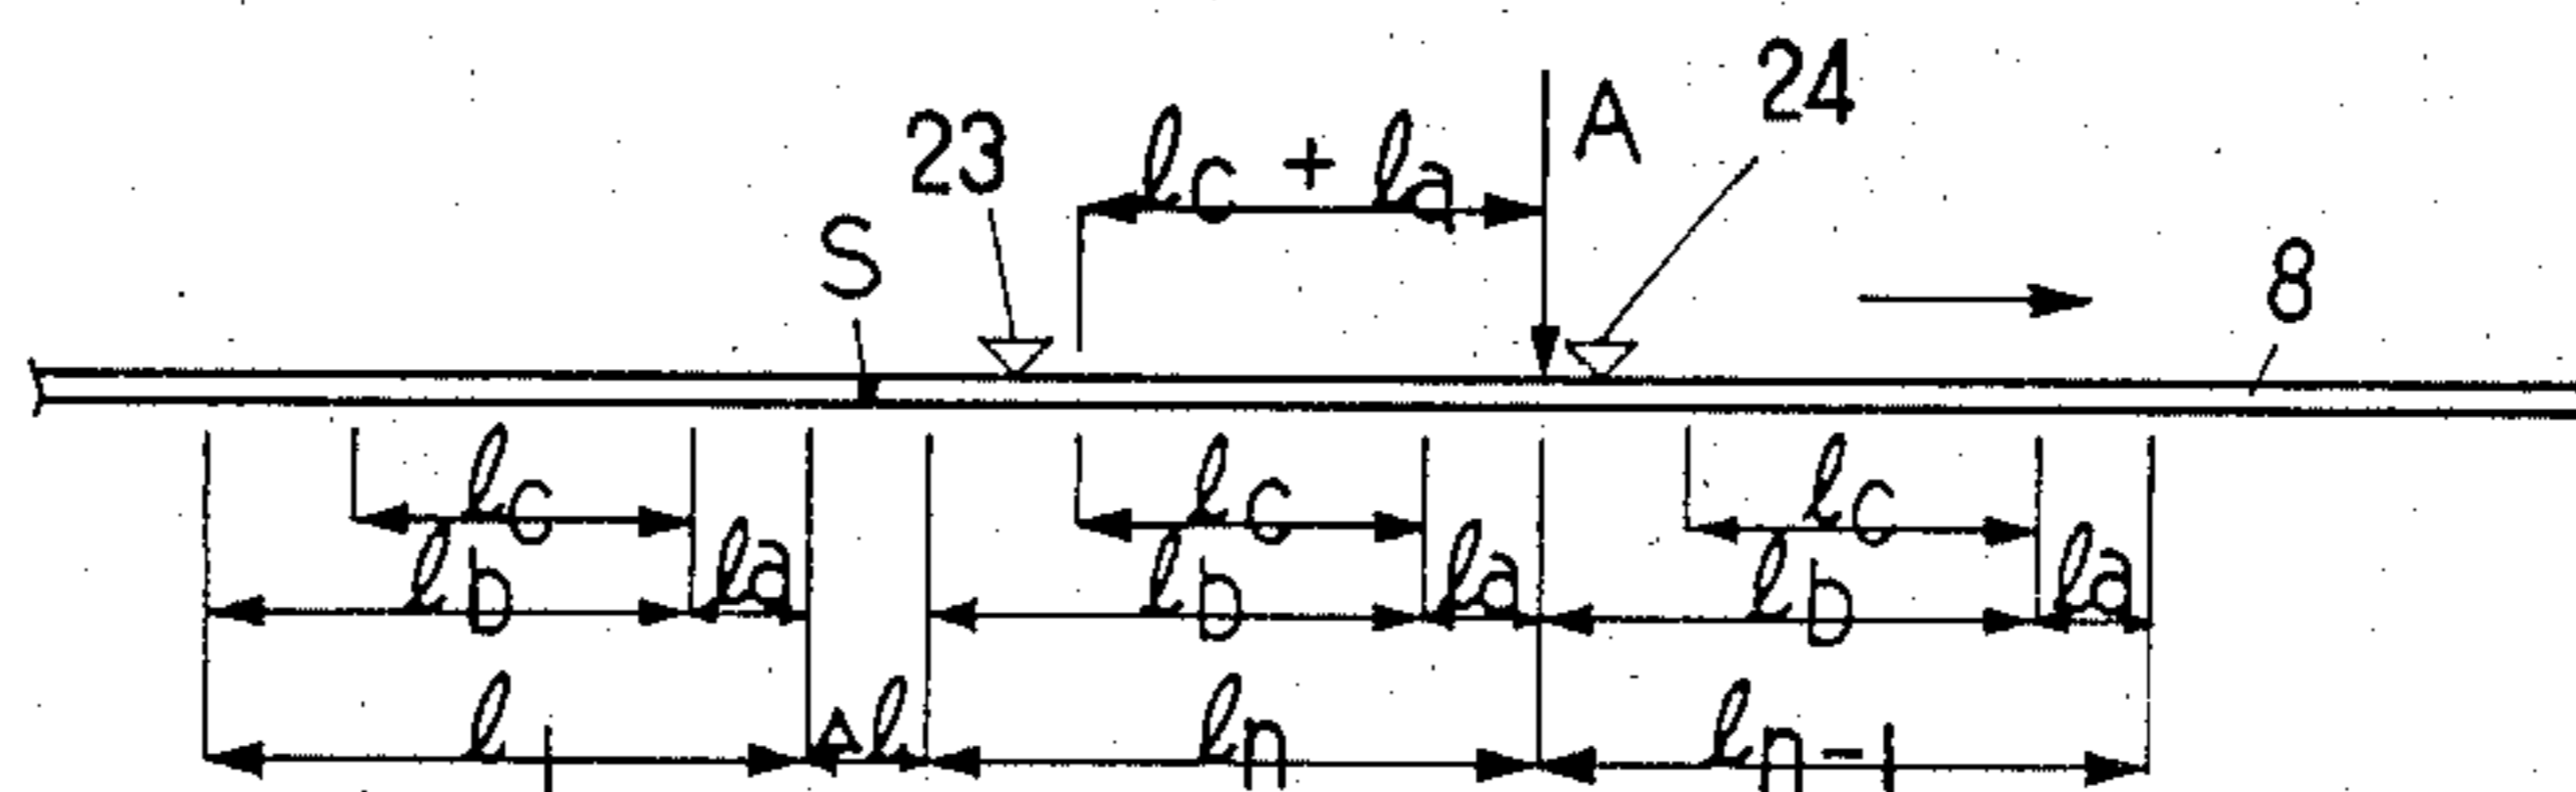 24
23 lc + la A
S 8
lc lc lc
lb la lb la lb la
l1 Δl ln ln-1